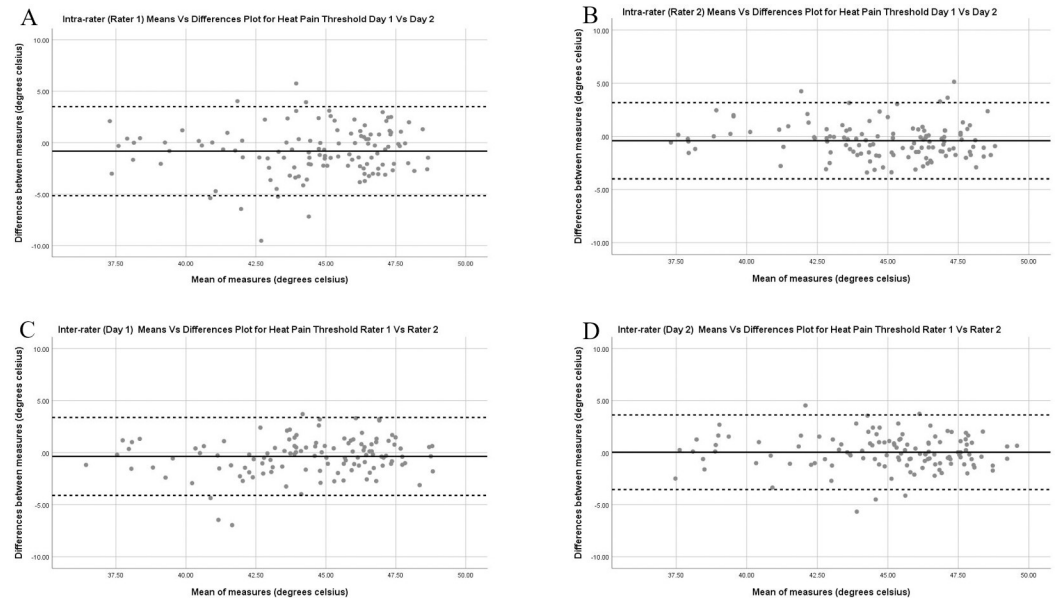 A
Intra-rater (Rater 1) Means Vs Differences Plot for Heat Pain Threshold Day 1 Vs Day 2
Differences between measures (degrees celsius)
10.00
5.00
.00
-5.00
-10.00
37.50 40.00 42.50 45.00 47.50 50.00
Mean of measures (degrees celsius)
B
Intra-rater (Rater 2) Means Vs Differences Plot for Heat Pain Threshold Day 1 Vs Day 2
Differences between measures (degrees celsius)
10.00
5.00
.00
-5.00
-10.00
37.50 40.00 42.50 45.00 47.50 50.00
Mean of measures (degrees celsius)
C
Inter-rater (Day 1) Means Vs Differences Plot for Heat Pain Threshold Rater 1 Vs Rater 2
Differences between measures (degrees celsius)
10.00
5.00
.00
-5.00
-10.00
37.50 40.00 42.50 45.00 47.50 50.00
Mean of measures (degrees celsius)
D
Inter-rater (Day 2) Means Vs Differences Plot for Heat Pain Threshold Rater 1 Vs Rater 2
Differences between measures (degrees celsius)
10.00
5.00
.00
-5.00
-10.00
37.50 40.00 42.50 45.00 47.50 50.00
Mean of measures (degrees celsius)